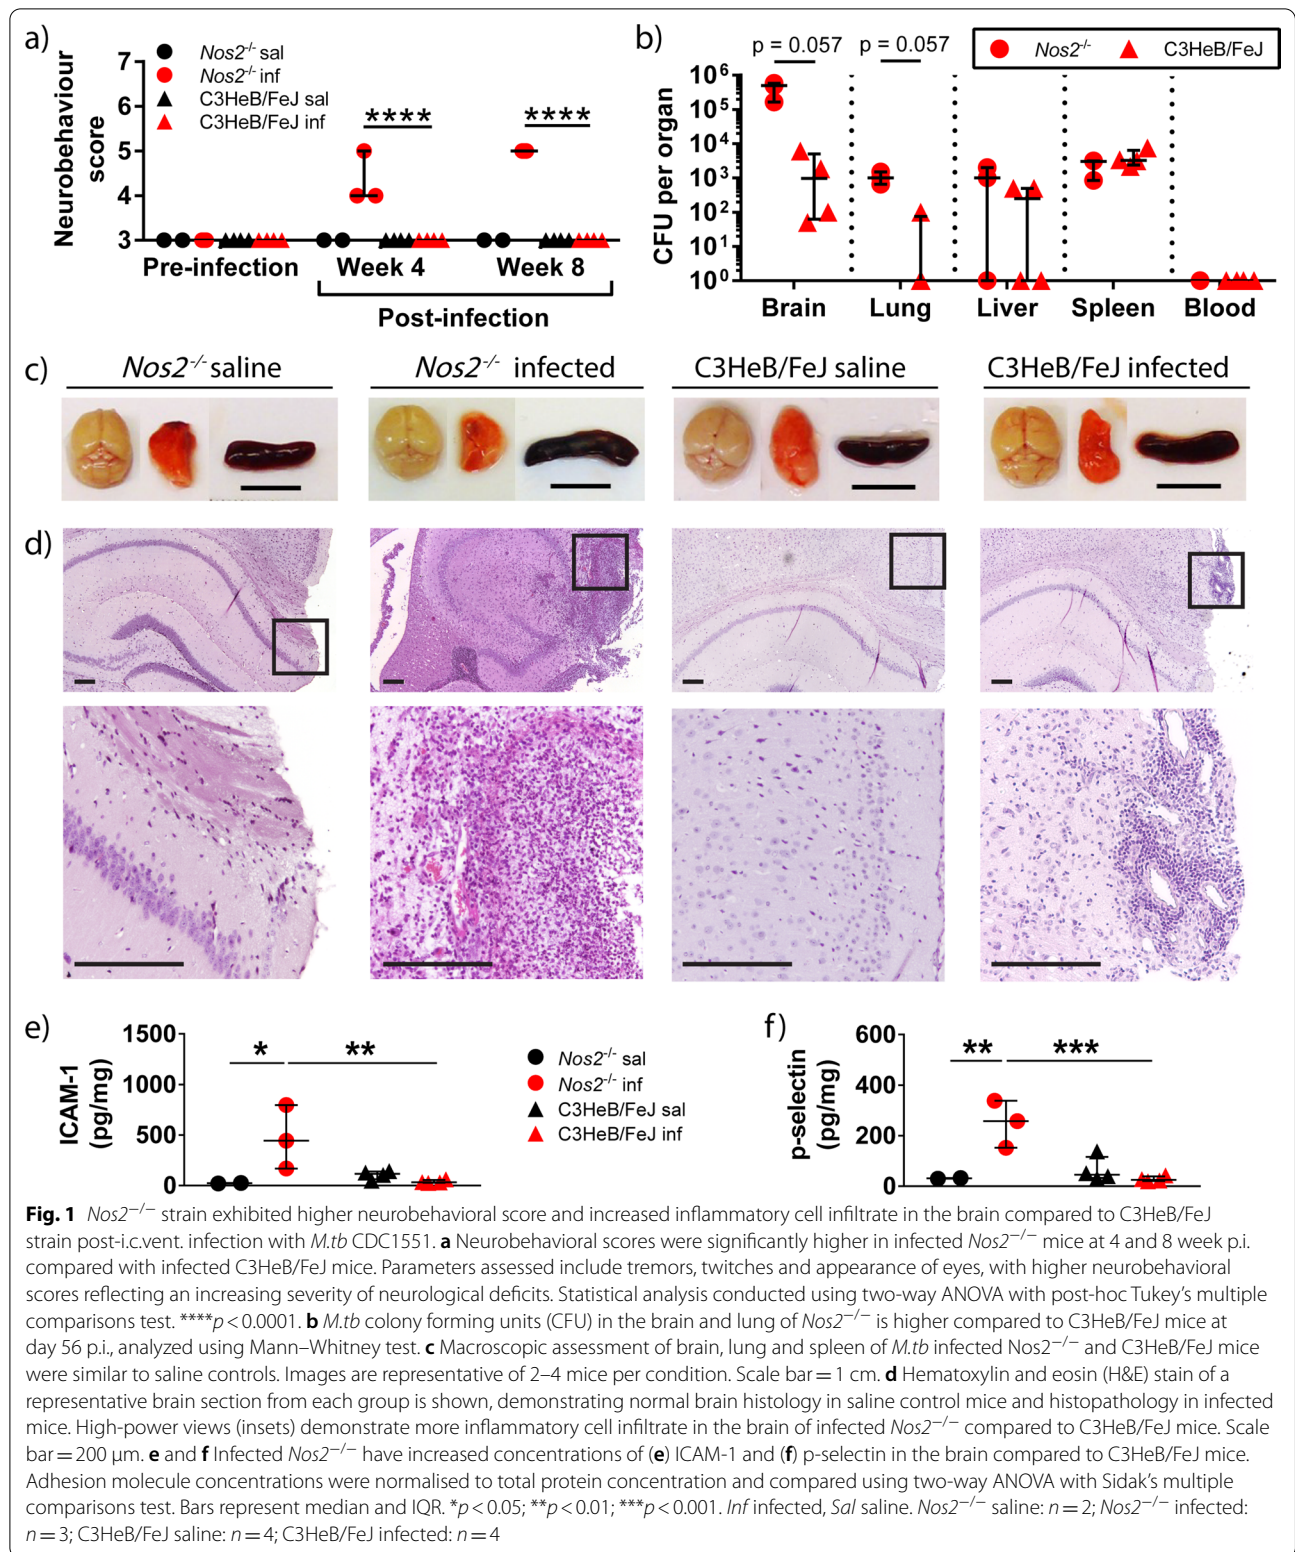 a)
Nos2-/- sal
Nos2-/- inf
C3HeB/FeJ sal
C3HeB/FeJ inf
Neurobehaviour
score
7
6
5
4
3
****
****
Pre-infection
Week 4
Week 8
Post-infection
b)
Nos2-/-
C3HeB/FeJ
p = 0.057
p = 0.057
CFU per organ
10^6
10^5
10^4
10^3
10^2
10^1
10^0
Brain
Lung
Liver
Spleen
Blood
c)
Nos2-/- saline
Nos2-/- infected
C3HeB/FeJ saline
C3HeB/FeJ infected
d)
e)
ICAM-1
(pg/mg)
1500
1000
500
0
*
**
Nos2-/- sal
Nos2-/- inf
C3HeB/FeJ sal
C3HeB/FeJ inf
f)
p-selectin
(pg/mg)
600
400
200
0
**
***
Fig. 1 Nos2−/− strain exhibited higher neurobehavioral score and increased inflammatory cell infiltrate in the brain compared to C3HeB/FeJ
strain post-i.c.vent. infection with M.tb CDC1551. a Neurobehavioral scores were significantly higher in infected Nos2−/− mice at 4 and 8 week p.i.
compared with infected C3HeB/FeJ mice. Parameters assessed include tremors, twitches and appearance of eyes, with higher neurobehavioral
scores reflecting an increasing severity of neurological deficits. Statistical analysis conducted using two-way ANOVA with post-hoc Tukey's multiple
comparisons test. ****p < 0.0001. b M.tb colony forming units (CFU) in the brain and lung of Nos2−/− is higher compared to C3HeB/FeJ mice at
day 56 p.i., analyzed using Mann–Whitney test. c Macroscopic assessment of brain, lung and spleen of M.tb infected Nos2−/− and C3HeB/FeJ mice
were similar to saline controls. Images are representative of 2–4 mice per condition. Scale bar = 1 cm. d Hematoxylin and eosin (H&E) stain of a
representative brain section from each group is shown, demonstrating normal brain histology in saline control mice and histopathology in infected
mice. High-power views (insets) demonstrate more inflammatory cell infiltrate in the brain of infected Nos2−/− compared to C3HeB/FeJ mice. Scale
bar = 200 μm. e and f Infected Nos2−/− have increased concentrations of (e) ICAM-1 and (f) p-selectin in the brain compared to C3HeB/FeJ mice.
Adhesion molecule concentrations were normalised to total protein concentration and compared using two-way ANOVA with Sidak's multiple
comparisons test. Bars represent median and IQR. *p < 0.05; **p < 0.01; ***p < 0.001. Inf infected, Sal saline. Nos2−/− saline: n = 2; Nos2−/− infected:
n = 3; C3HeB/FeJ saline: n = 4; C3HeB/FeJ infected: n = 4